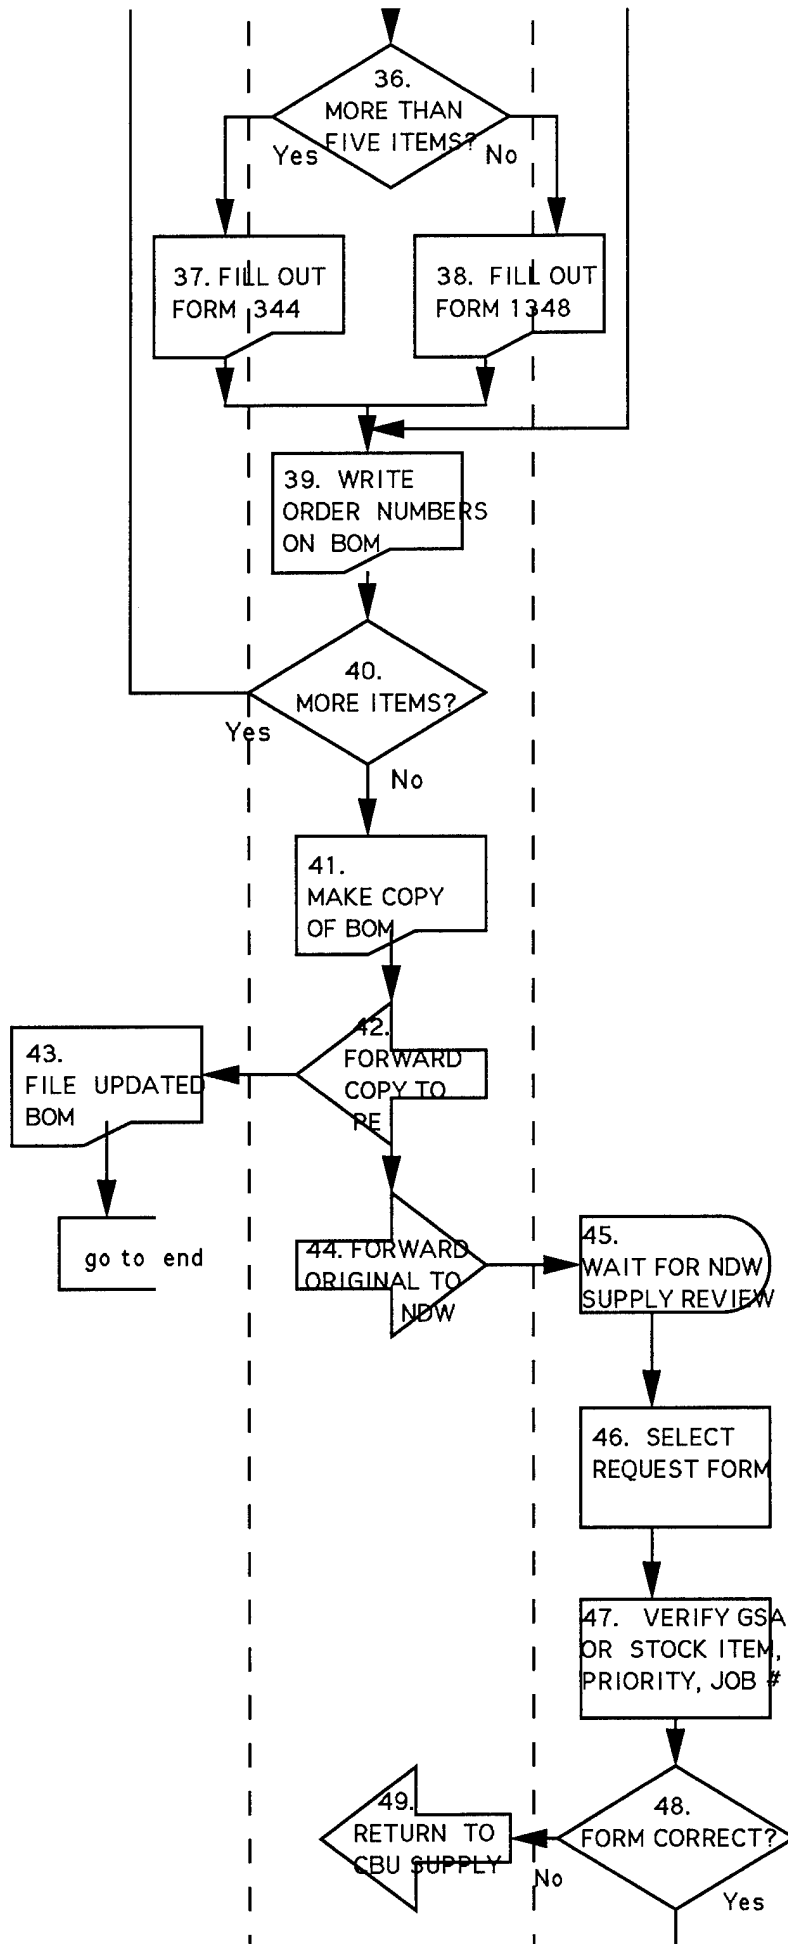 36.
MORE THAN
FIVE ITEMS?
Yes
No
37. FILL OUT
FORM 344
38. FILL OUT
FORM 1348
39. WRITE
ORDER NUMBERS
ON BOM
40.
MORE ITEMS?
Yes
No
41.
MAKE COPY
OF BOM
42.
FORWARD
COPY TO
PE
43.
FILE UPDATED
BOM
go to end
44. FORWARD
ORIGINAL TO
NDW
45.
WAIT FOR NDW
SUPPLY REVIEW
46. SELECT
REQUEST FORM
47. VERIFY GSA
OR STOCK ITEM,
PRIORITY, JOB #
48.
FORM CORRECT?
No
Yes
49.
RETURN TO
CBU SUPPLY